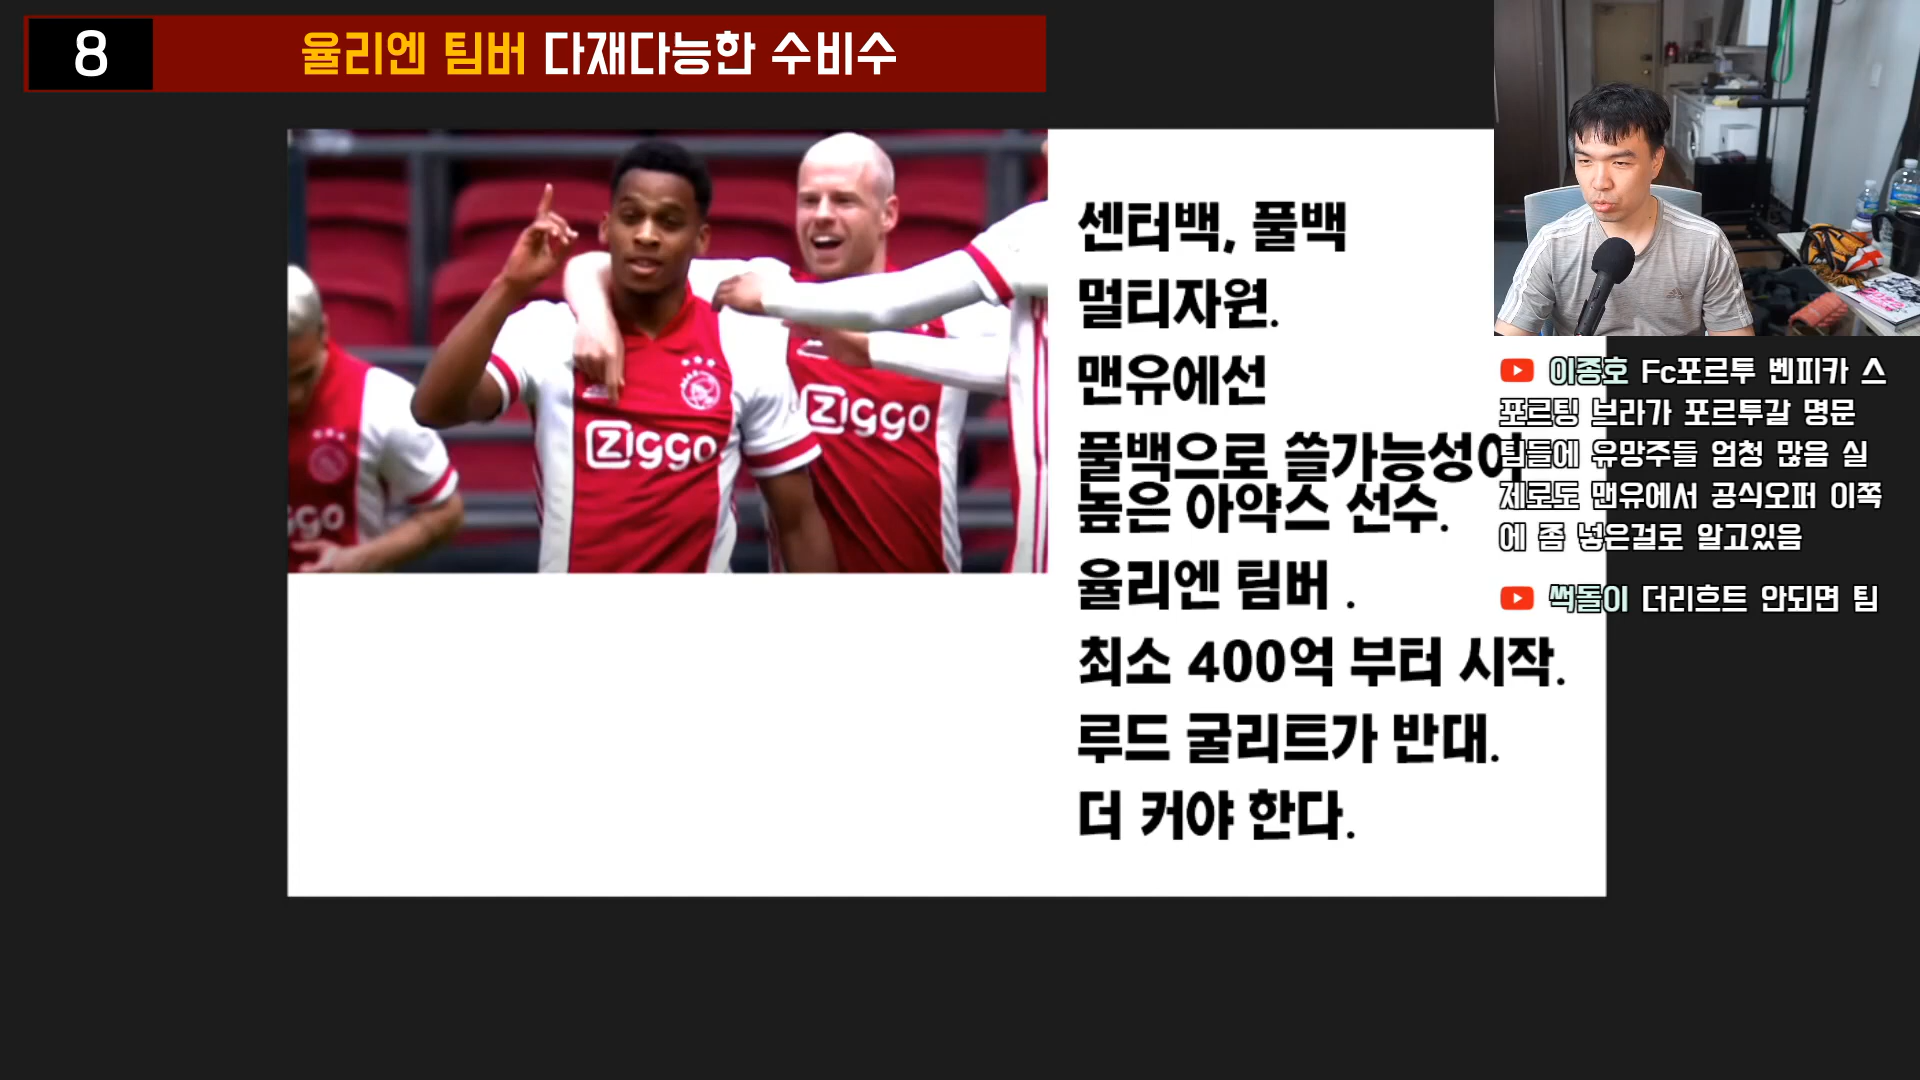 8
율리엔 팀버 다재다능한 수비수
센터백, 풀백
멀티자원.
맨유에선
풀백으로 쓸가능성이
높은 아약스 선수.
율리엔 팀버 .
최소 400억 부터 시작.
루드 굴리트가 반대.
더 커야 한다.
ziggo
ziggo
ggo
이종호 Fc포르투 벤피카 스
포르팅 브라가 포르투갈 명문
팀들에 유망주들 엄청 많음 실
제로도 맨유에서 공식오퍼 이쪽
에 좀 넣은걸로 알고있음
썩돌이 더리흐트 안되면 팀